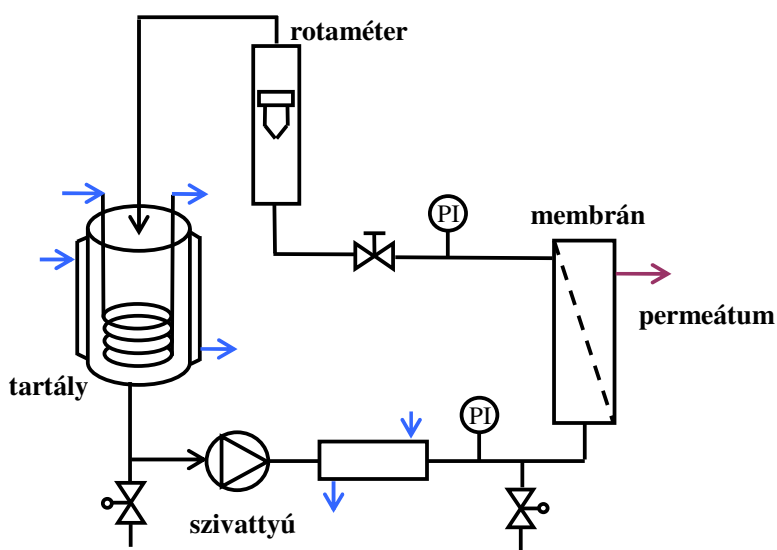 rotaméter
PI
membrán
permeátum
tartály
PI
szivattyú